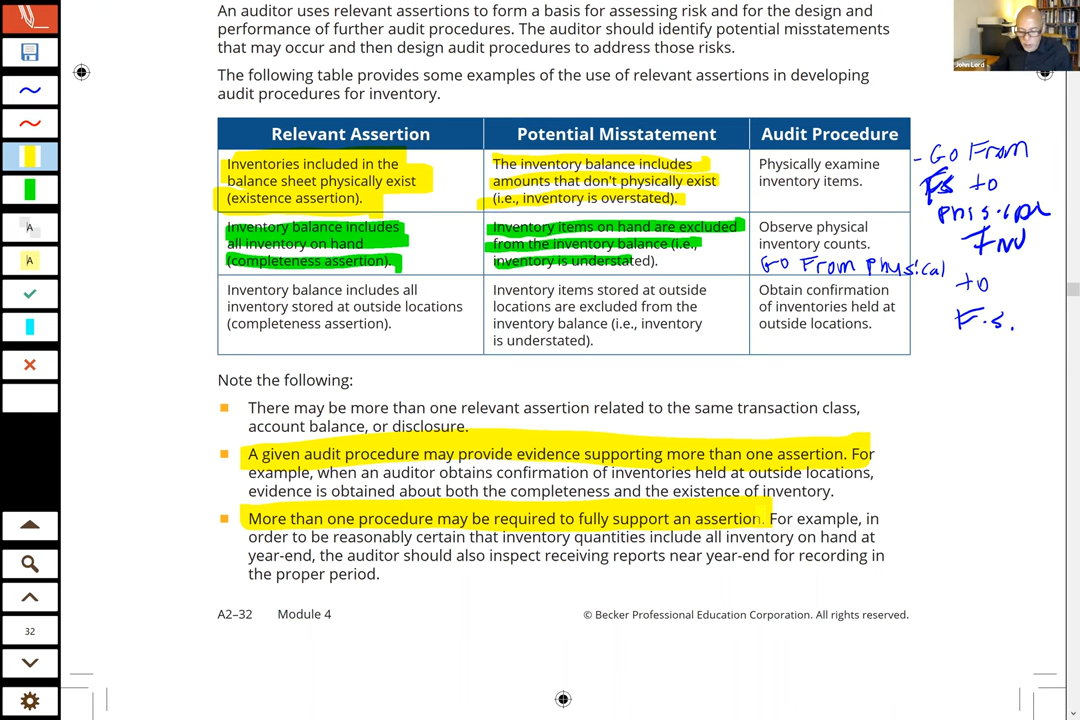 An auditor uses relevant assertions to form a basis for assessing risk and for the design and
performance of further audit procedures. The auditor should identify potential misstatements
that may occur and then design audit procedures to address those risks.
The following table provides some examples of the use of relevant assertions in developing
audit procedures for inventory.
Relevant Assertion
Potential Misstatement
Audit Procedure
Inventories included in the
balance sheet physically exist
(existence assertion).
The inventory balance includes
amounts that don't physically exist
(i.e., inventory is overstated).
Physically examine
inventory items.
Inventory balance includes
all inventory on hand
(completeness assertion).
Inventory items on hand are excluded
from the inventory balance (i.e.,
inventory is understated).
Observe physical
inventory counts.
Go From Physical
to
F.S.
Inventory balance includes all
inventory stored at outside locations
(completeness assertion).
Inventory items stored at outside
locations are excluded from the
inventory balance (i.e., inventory
is understated).
Obtain confirmation
of inventories held at
outside locations.
- Go From
FS to
Phisical
Inv
Note the following:
There may be more than one relevant assertion related to the same transaction class,
account balance, or disclosure.
A given audit procedure may provide evidence supporting more than one assertion. For
example, when an auditor obtains confirmation of inventories held at outside locations,
evidence is obtained about both the completeness and the existence of inventory.
More than one procedure may be required to fully support an assertion. For example, in
order to be reasonably certain that inventory quantities include all inventory on hand at
year-end, the auditor should also inspect receiving reports near year-end for recording in
the proper period.
A2–32 Module 4 © Becker Professional Education Corporation. All rights reserved.
John Lord
A
A
32